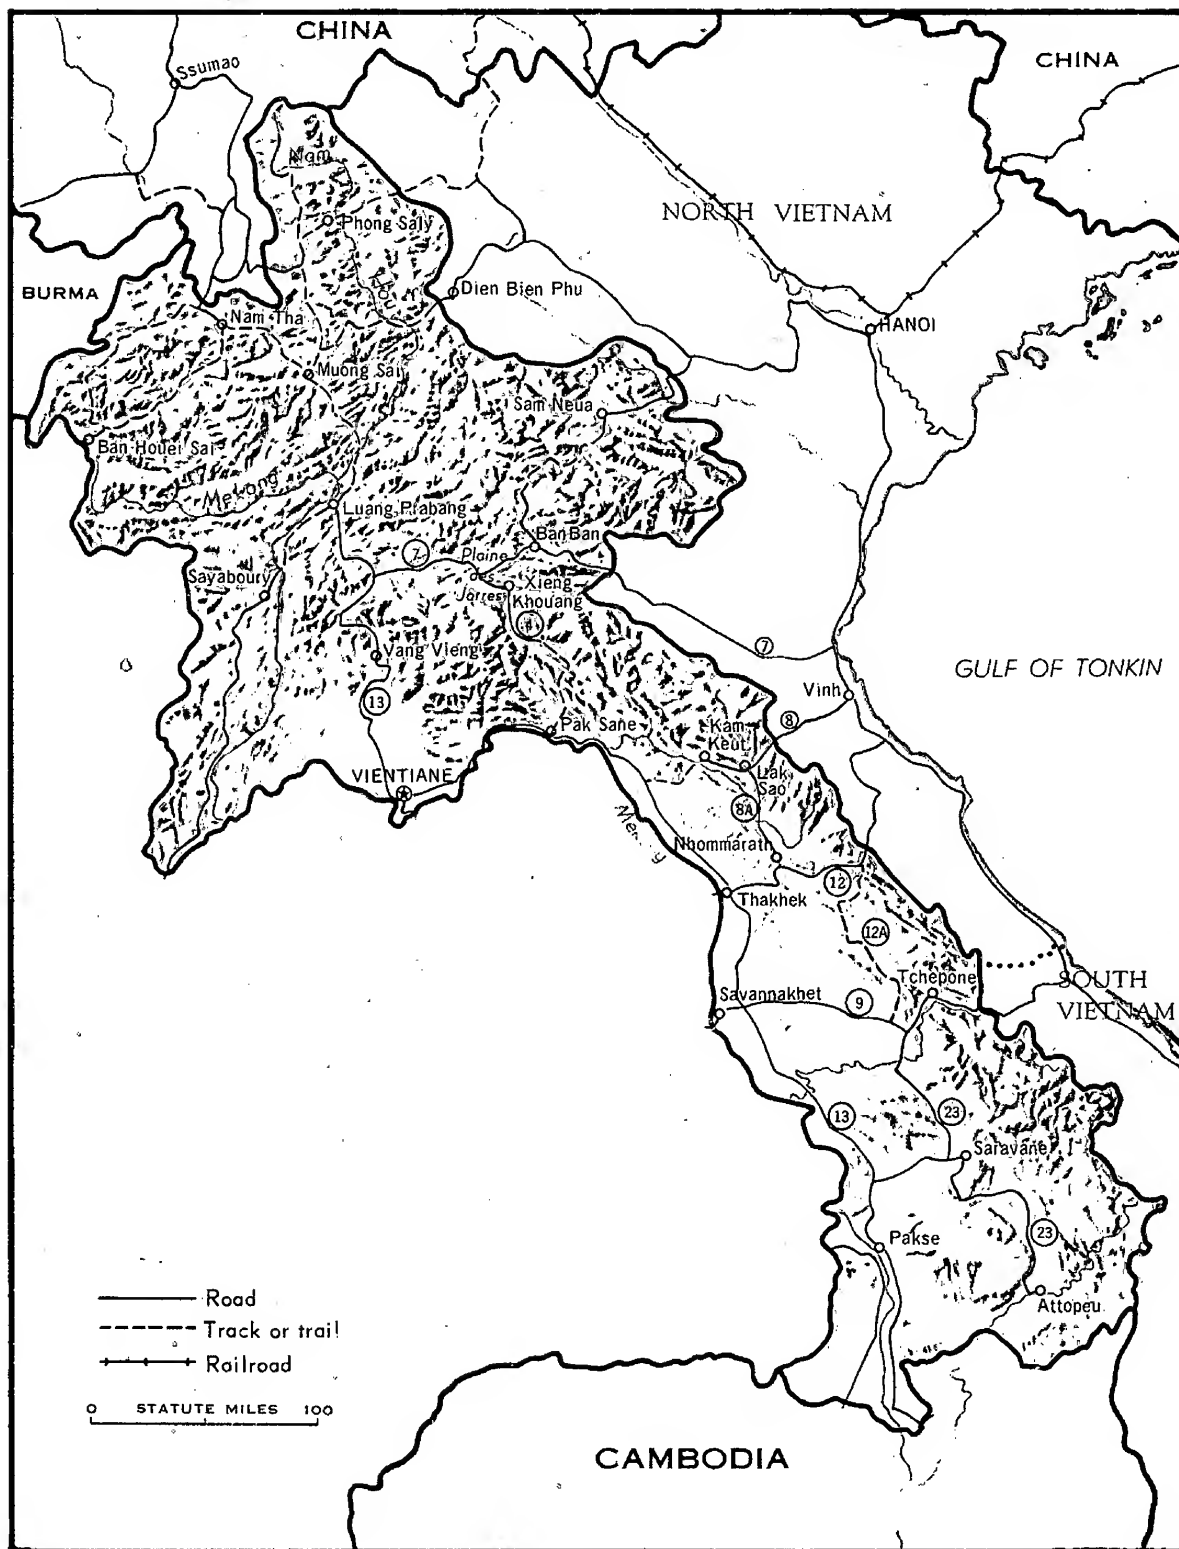 CHINA
CHINA
Ssumao
Nam
Phong Saly
NORTH VIETNAM
BURMA
Dien Bien Phu
Ou
Nam Tha
HANOI
Muong Sai
Sam Neua
Ban Houei Sai
Mekong
Luang Prabang
Ban Ban
7
Plaine
des
Jarres
Sayaboury
Xieng
Khouang
4
Vang Vieng
7
GULF OF TONKIN
Vinh
13
8
Pak Sane
Kam
Keut
VIENTIANE
Lak
Sao
8A
Nhommarath
12
Thakhek
12A
Tchepone
SOUTH
VIETNAM
Savannakhet
9
13
23
Saravane
23
Pakse
Attopeu
Road
Track or trail
Railroad
0 STATUTE MILES 100
CAMBODIA